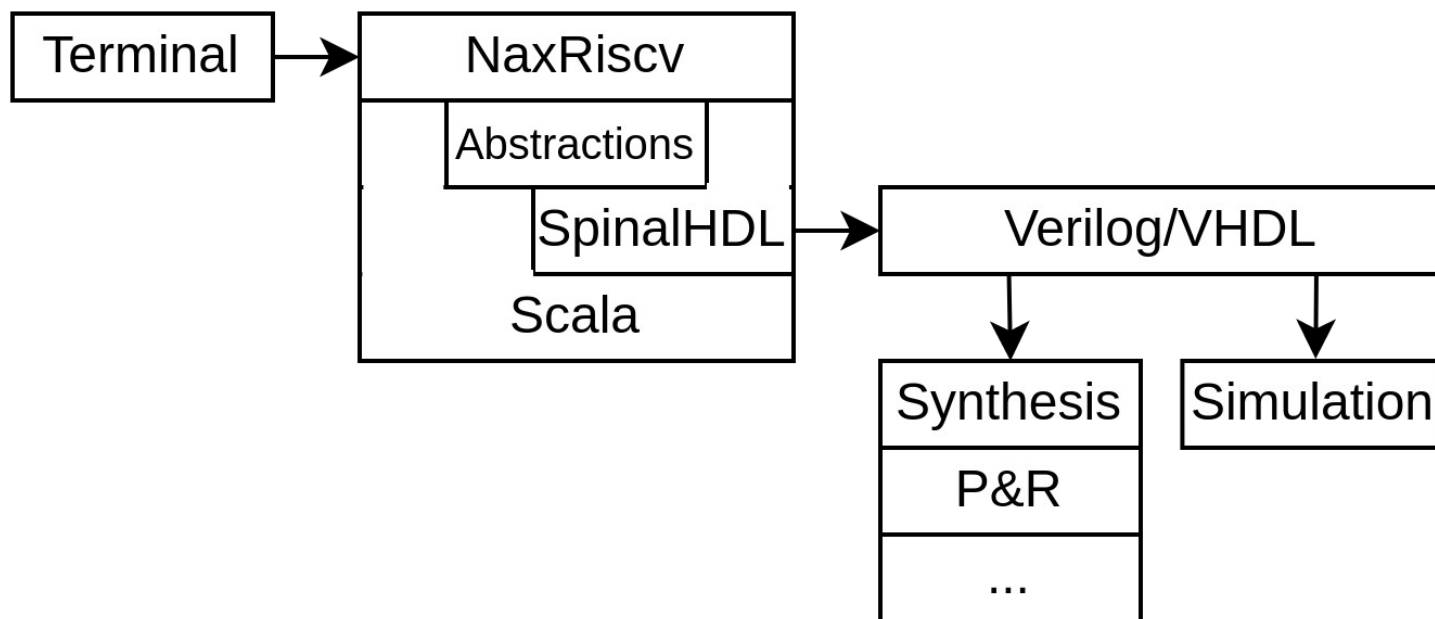 Terminal
NaxRiscv
Abstractions
SpinalHDL
Scala
Verilog/VHDL
Synthesis
Simulation
P&R
...